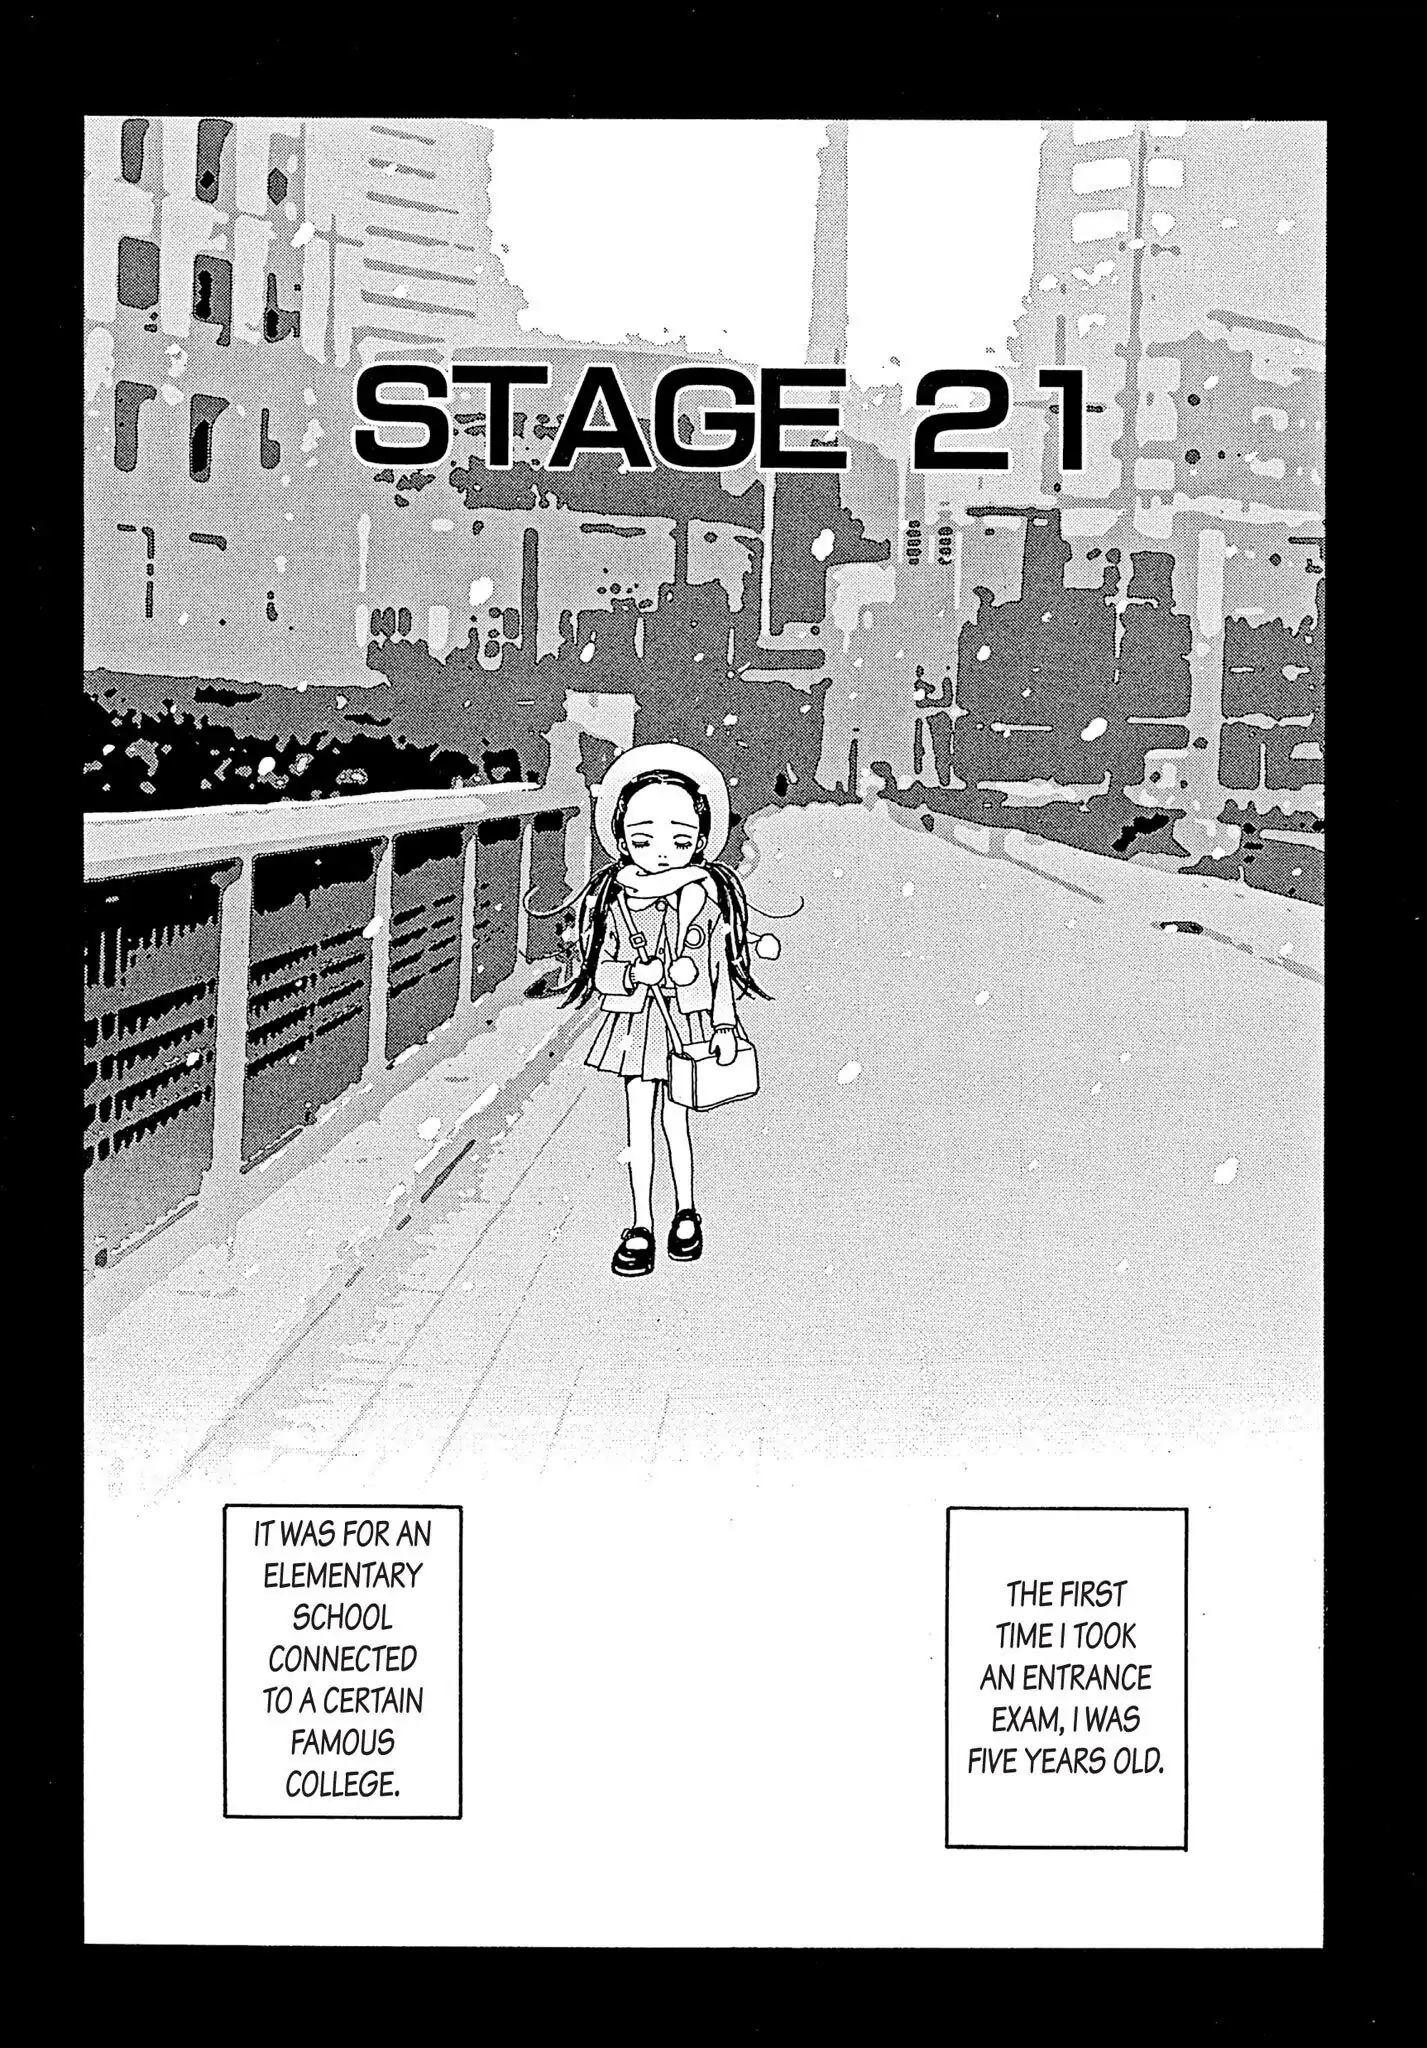 STAGE 21
THE FIRST
TIME I TOOK
AN ENTRANCE
EXAM, I WAS
FIVE YEARS OLD.
IT WAS FOR AN
ELEMENTARY
SCHOOL
CONNECTED
TO A CERTAIN
FAMOUS
COLLEGE.